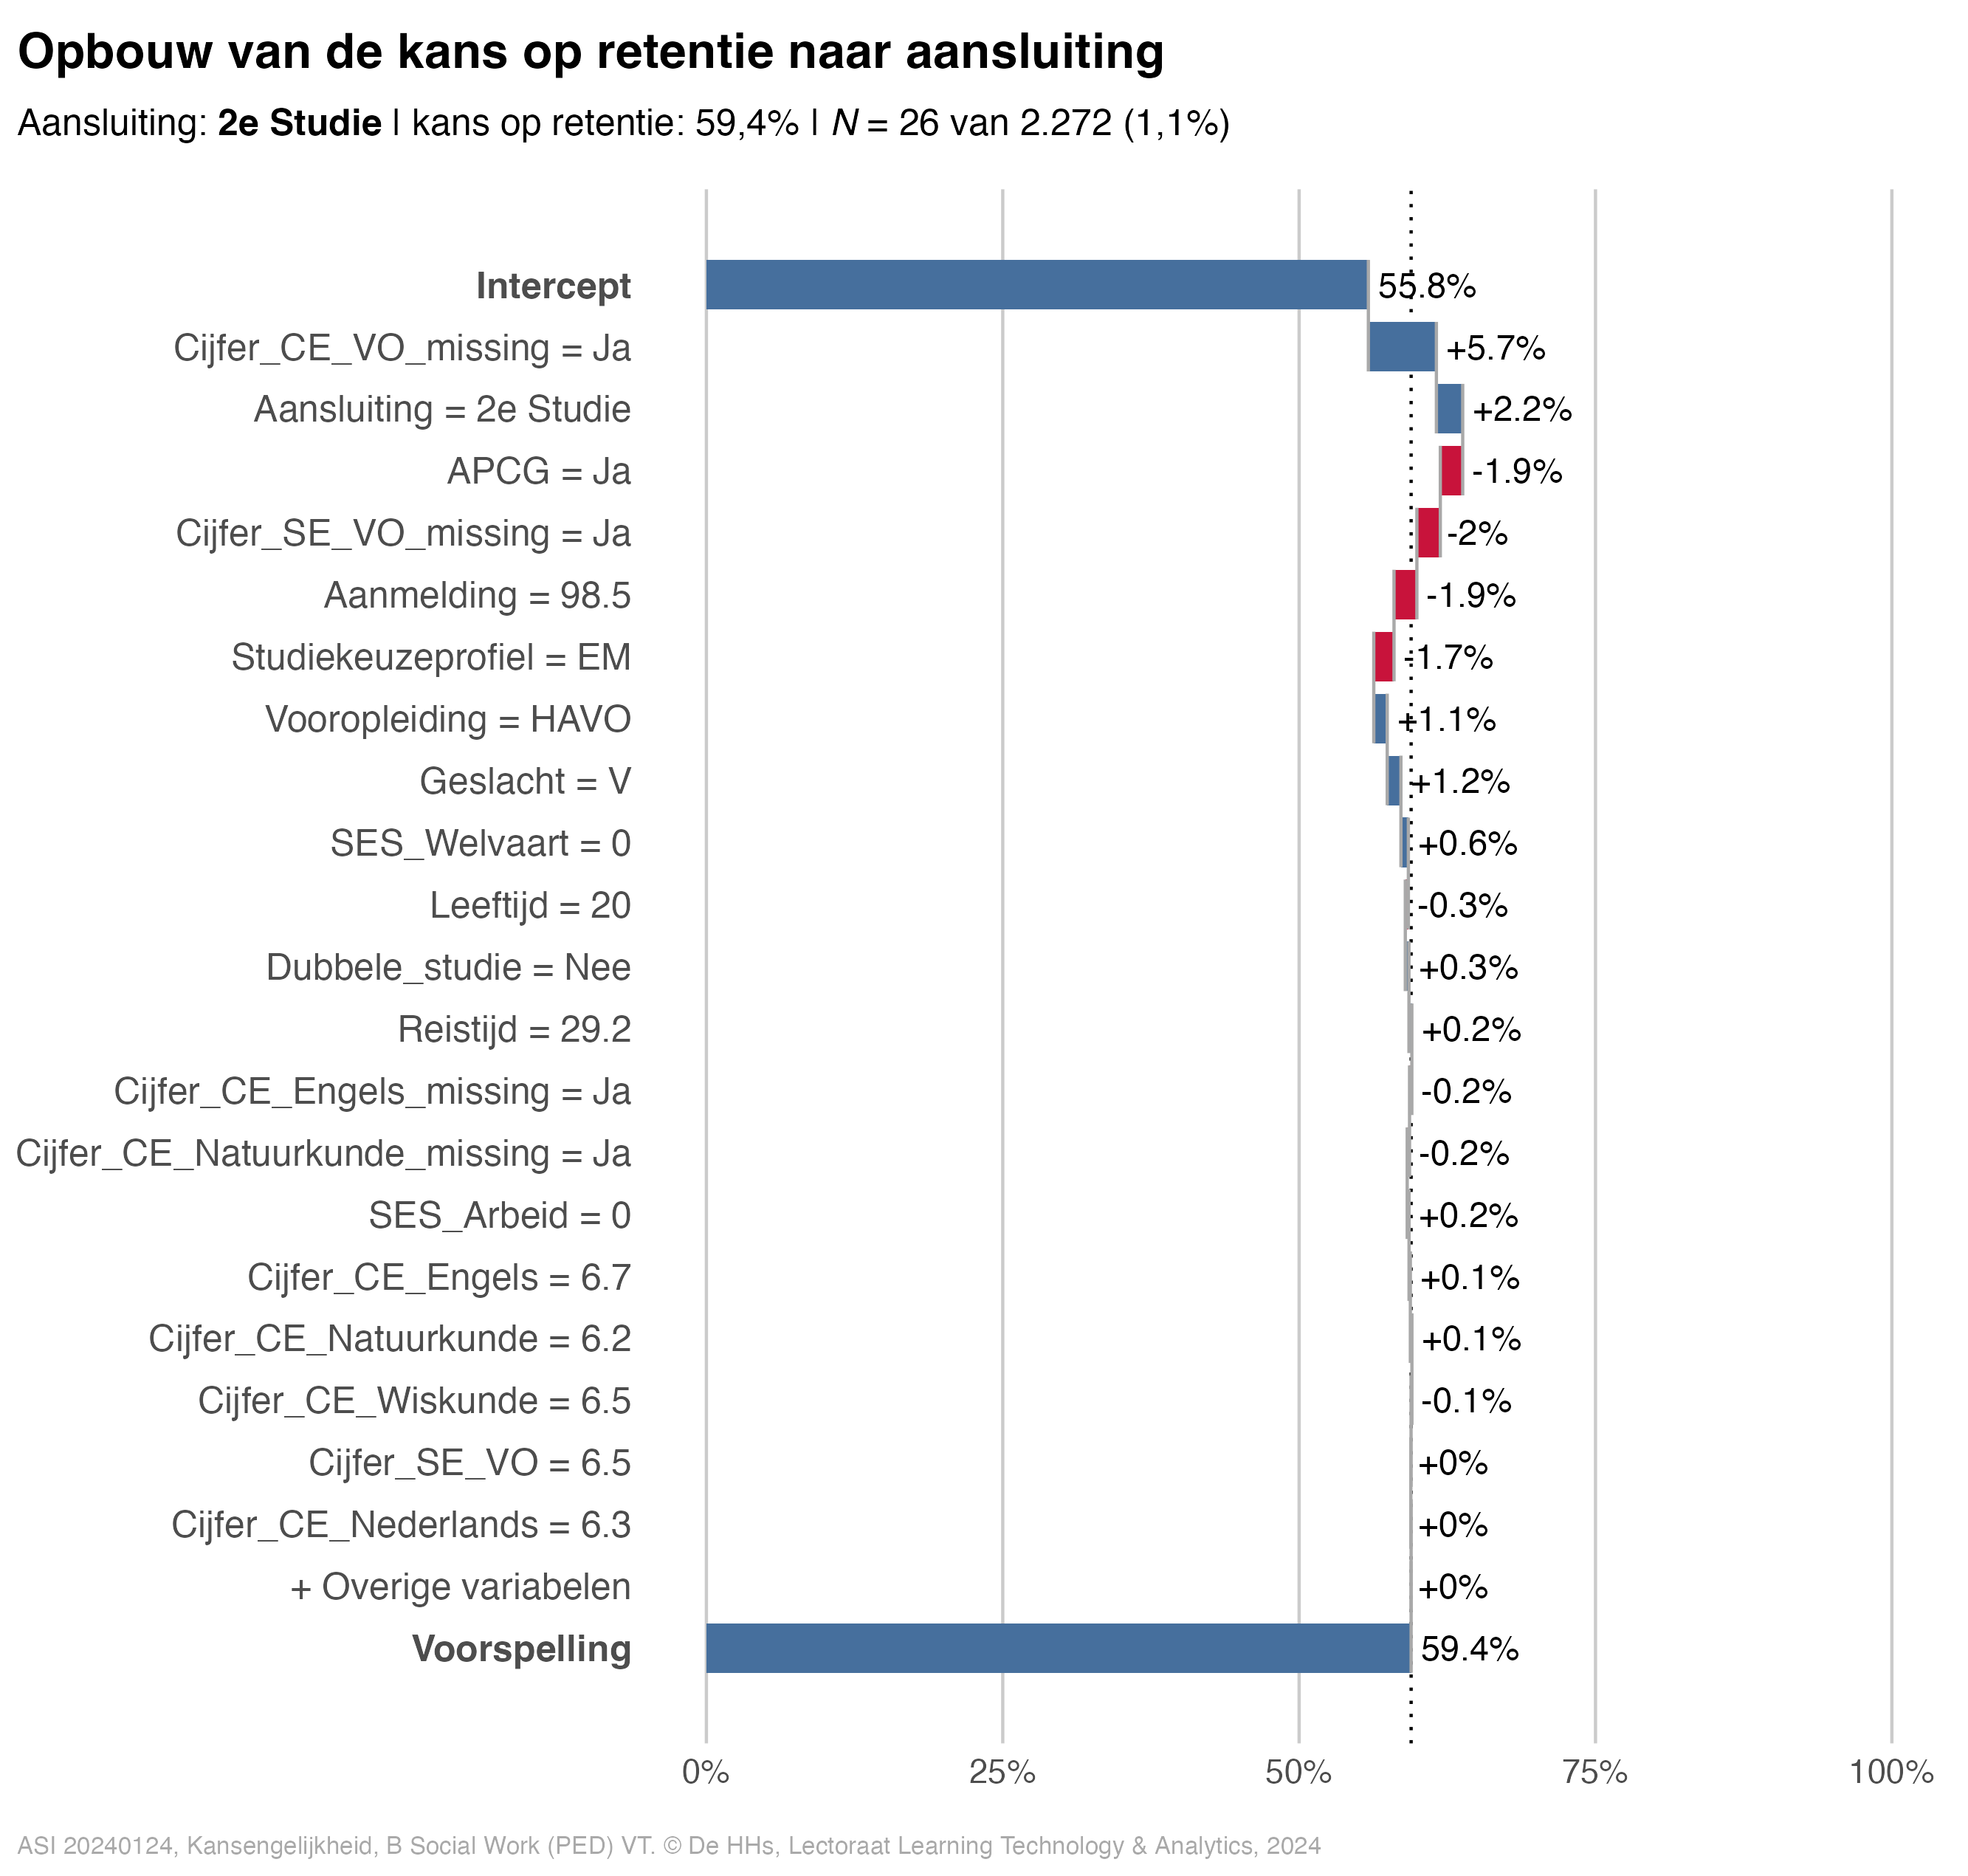 Opbouw van de kans op retentie naar aansluiting
Aansluiting: 2e Studie | kans op retentie: 59,4% | N = 26 van 2.272 (1,1%)
Intercept 55.8%
Cijfer_CE_VO_missing = Ja +5.7%
Aansluiting = 2e Studie +2.2%
APCG = Ja -1.9%
Cijfer_SE_VO_missing = Ja -2%
Aanmelding = 98.5 -1.9%
Studiekeuzeprofiel = EM -1.7%
Vooropleiding = HAVO +1.1%
Geslacht = V +1.2%
SES_Welvaart = 0 +0.6%
Leeftijd = 20 -0.3%
Dubbele_studie = Nee +0.3%
Reistijd = 29.2 +0.2%
Cijfer_CE_Engels_missing = Ja -0.2%
Cijfer_CE_Natuurkunde_missing = Ja -0.2%
SES_Arbeid = 0 +0.2%
Cijfer_CE_Engels = 6.7 +0.1%
Cijfer_CE_Natuurkunde = 6.2 +0.1%
Cijfer_CE_Wiskunde = 6.5 -0.1%
Cijfer_SE_VO = 6.5 +0%
Cijfer_CE_Nederlands = 6.3 +0%
+ Overige variabelen +0%
Voorspelling 59.4%
0% 25% 50% 75% 100%
ASI 20240124, Kansengelijkheid, B Social Work (PED) VT. © De HHs, Lectoraat Learning Technology & Analytics, 2024